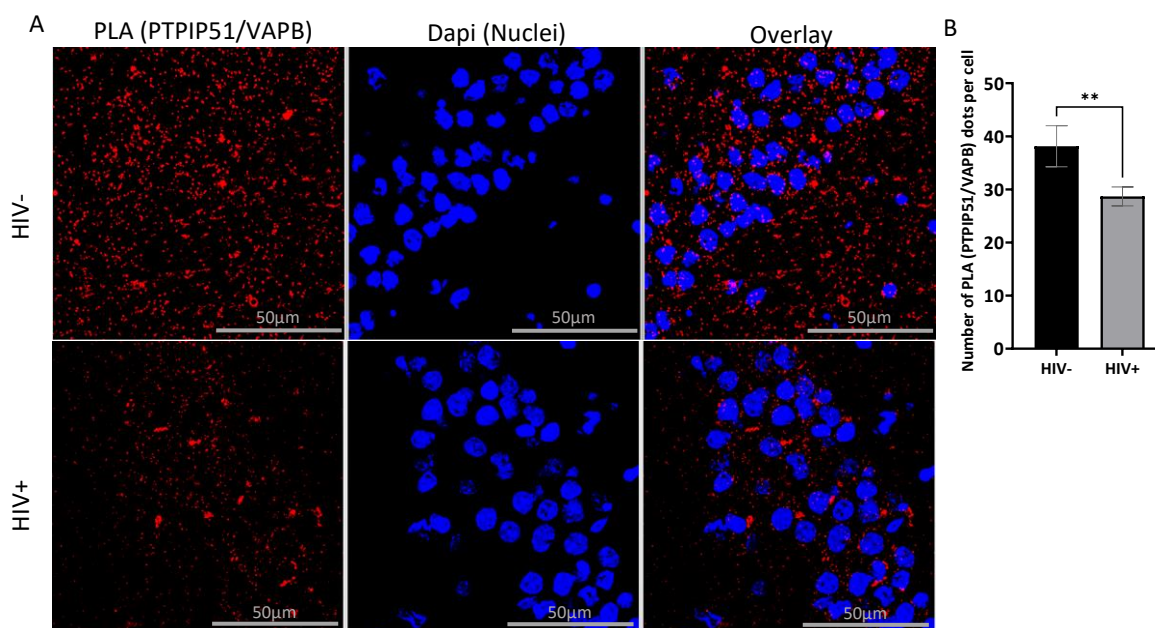 A
PLA (PTPIP51/VAPB)
Dapi (Nuclei)
Overlay
HIV-
50µm
50µm
50µm
HIV+
50µm
50µm
50µm
B
Number of PLA (PTPIP51/VAPB) dots per cell
50
40
30
20
10
0
**
HIV-
HIV+